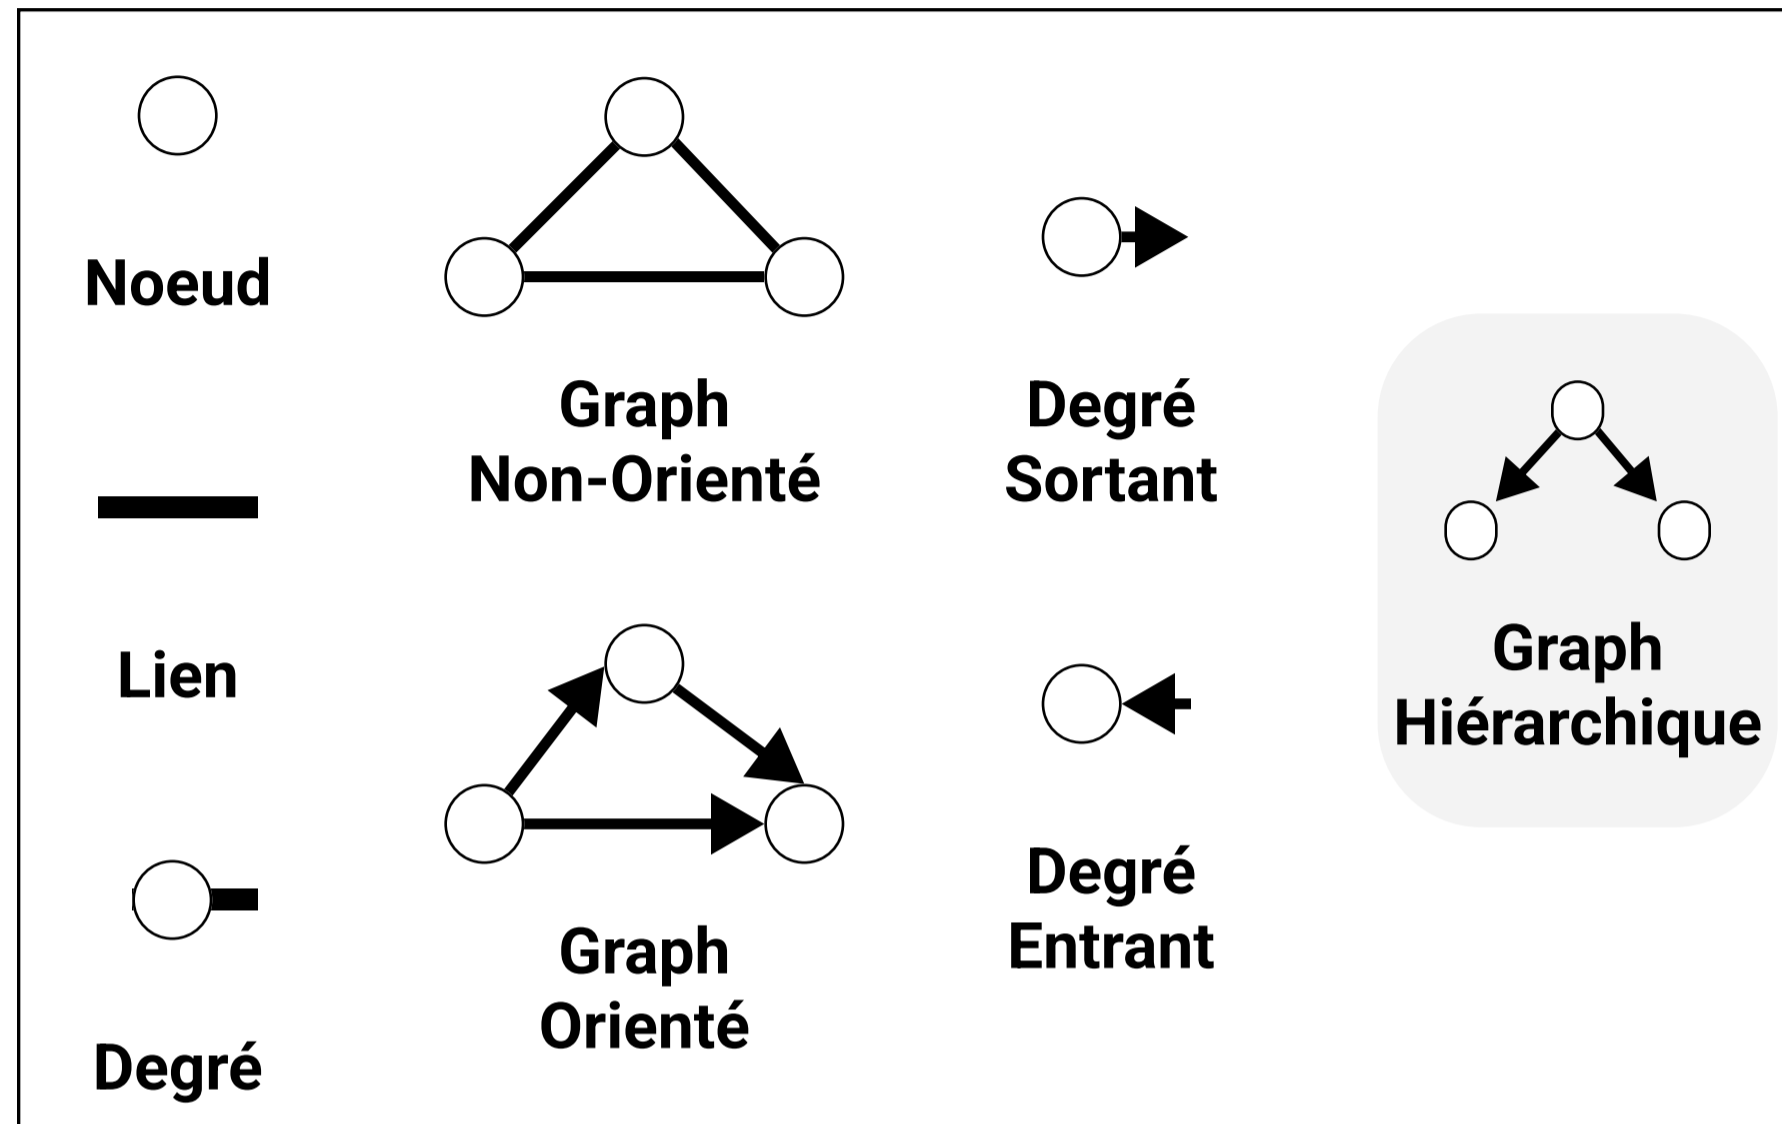 Noeud
Lien
Degré
Graph
Non-Orienté
Graph
Orienté
Degré
Sortant
Degré
Entrant
Graph
Hiérarchique